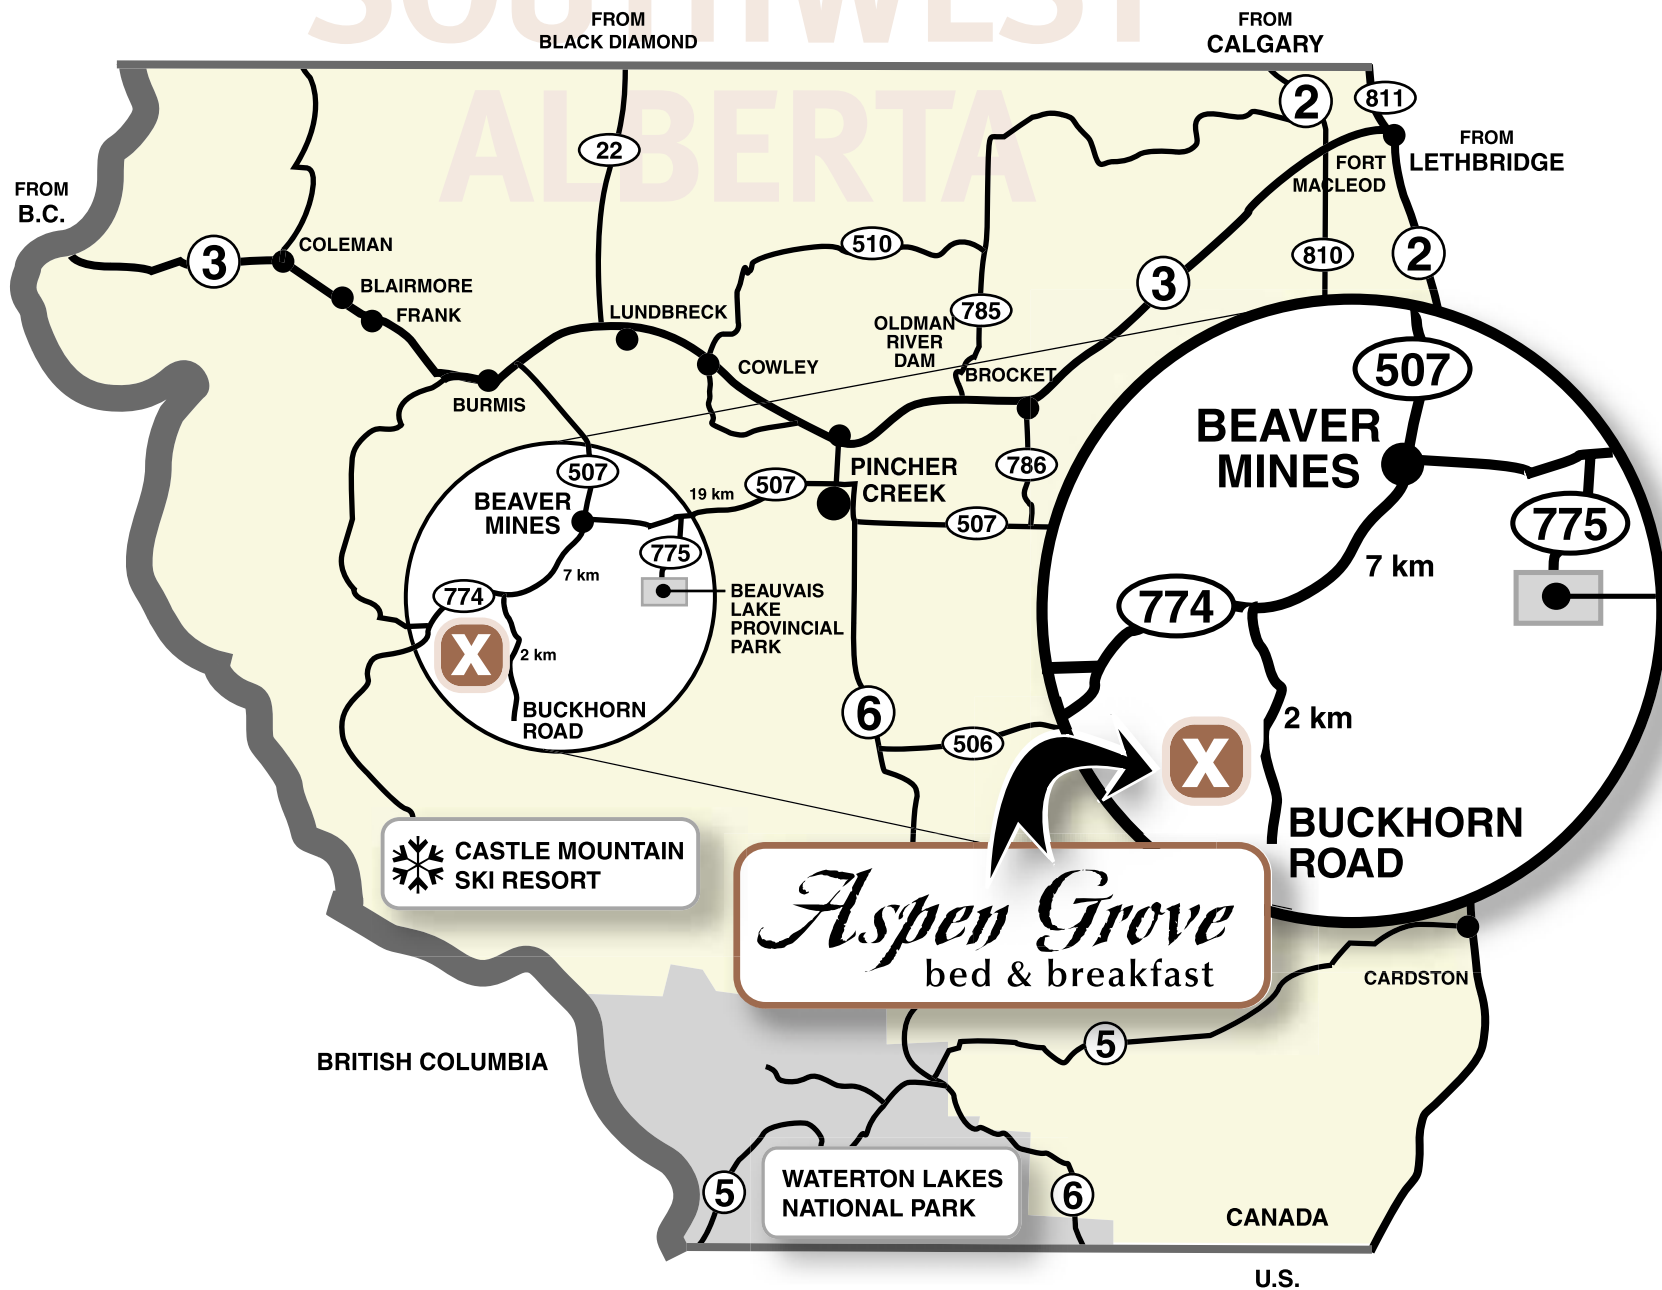 SOUTHWEST
ALBERTA
FROM
BLACK DIAMOND
FROM
CALGARY
2
811
FROM
LETHBRIDGE
FORT
MACLEOD
22
FROM
B.C.
3
COLEMAN
BLAIRMORE
FRANK
510
810
2
3
785
LUNDBRECK
OLDMAN
RIVER
DAM
COWLEY
BROCKET
BURMIS
507
BEAVER
MINES
19 km
507
PINCHER
CREEK
786
507
775
7 km
774
BEAUVAIS
LAKE
PROVINCIAL
PARK
X
2 km
BUCKHORN
ROAD
6
506
507
BEAVER
MINES
775
7 km
774
2 km
X
BUCKHORN
ROAD
CASTLE MOUNTAIN
SKI RESORT
Aspen Grove
bed & breakfast
CARDSTON
5
BRITISH COLUMBIA
5
WATERTON LAKES
NATIONAL PARK
6
CANADA
U.S.